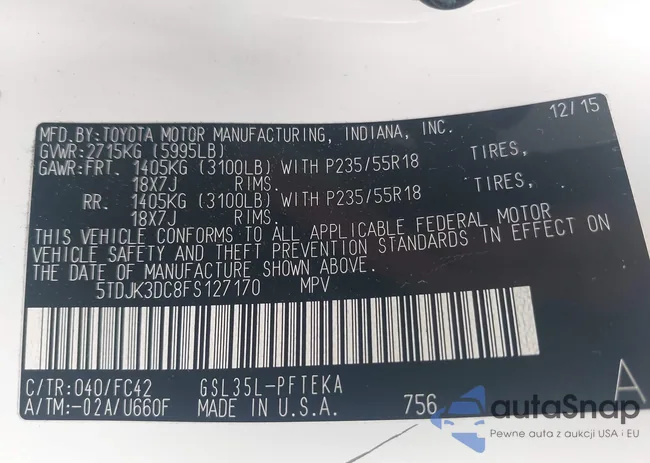 12/15
MFD.BY:TOYOTA MOTOR MANUFACTURING, INDIANA, INC.
GVWR:2715KG (5995LB)
GAWR:FRT. 1405KG (3100LB) WITH P235/55R18 TIRES,
18X7J RIMS.
RR. 1405KG (3100LB) WITH P235/55R18 TIRES,
18X7J RIMS.
THIS VEHICLE CONFORMS TO ALL APPLICABLE FEDERAL MOTOR
VEHICLE SAFETY AND THEFT PREVENTION STANDARDS IN EFFECT ON
THE DATE OF MANUFACTURE SHOWN ABOVE.
5TDJK3DC8FS127170 MPV
C/TR:040/FC42 GSL35L-PFTEKA A
A/TM:-02A/U660F MADE IN U.S.A. 756
autoSnap
Pewne auta z aukcji USA i EU